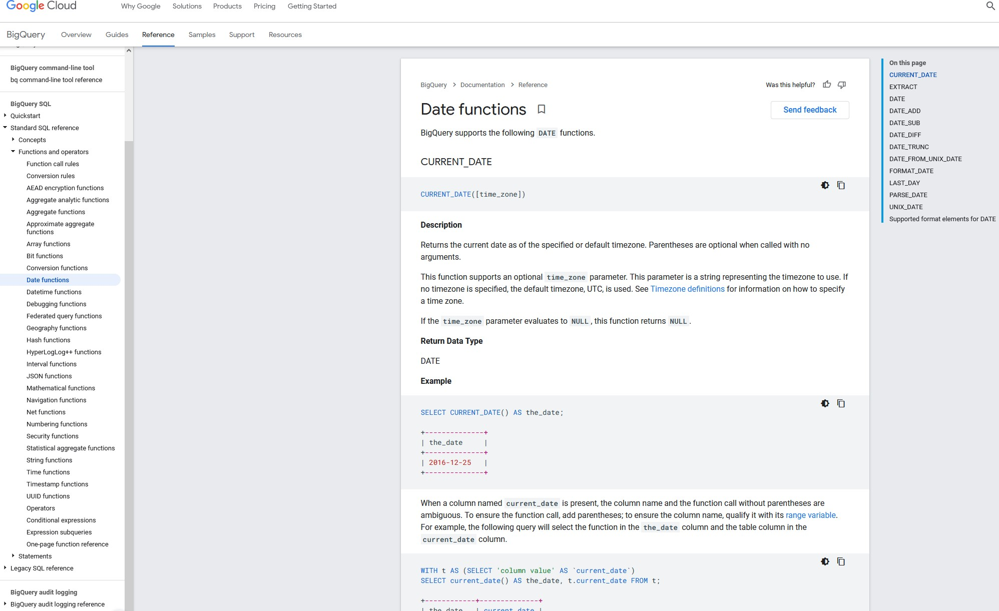 Google Cloud
Why Google
Solutions
Products
Pricing
Getting Started
BigQuery
Overview
Guides
Reference
Samples
Support
Resources
BigQuery command-line tool
bq command-line tool reference
BigQuery SQL
Quickstart
Standard SQL reference
Concepts
Functions and operators
Function call rules
Conversion rules
AEAD encryption functions
Aggregate analytic functions
Aggregate functions
Approximate aggregate
functions
Array functions
Bit functions
Conversion functions
Date functions
Datetime functions
Debugging functions
Federated query functions
Geography functions
Hash functions
HyperLogLog++ functions
Interval functions
JSON functions
Mathematical functions
Navigation functions
Net functions
Numbering functions
Security functions
Statistical aggregate functions
String functions
Time functions
Timestamp functions
UUID functions
Operators
Conditional expressions
Expression subqueries
One-page function reference
Statements
Legacy SQL reference
BigQuery audit logging
BigQuery audit logging reference
BigQuery > Documentation > Reference
Was this helpful?
Date functions
Send feedback
BigQuery supports the following DATE functions.
CURRENT_DATE
CURRENT_DATE([time_zone])
Description
Returns the current date as of the specified or default timezone. Parentheses are optional when called with no
arguments.
This function supports an optional time_zone parameter. This parameter is a string representing the timezone to use. If
no timezone is specified, the default timezone, UTC, is used. See Timezone definitions for information on how to specify
a time zone.
If the time_zone parameter evaluates to NULL, this function returns NULL.
Return Data Type
DATE
Example
SELECT CURRENT_DATE() AS the_date;
+--------------+
| the_date     |
+--------------+
| 2016-12-25   |
+--------------+
When a column named current_date is present, the column name and the function call without parentheses are
ambiguous. To ensure the function call, add parentheses; to ensure the column name, qualify it with its range variable.
For example, the following query will select the function in the the_date column and the table column in the
current_date column.
WITH t AS (SELECT 'column value' AS `current_date`)
SELECT current_date() AS the_date, t.current_date FROM t;
+------------+--------------+
| the_date   | current_date |
On this page
CURRENT_DATE
EXTRACT
DATE
DATE_ADD
DATE_SUB
DATE_DIFF
DATE_TRUNC
DATE_FROM_UNIX_DATE
FORMAT_DATE
LAST_DAY
PARSE_DATE
UNIX_DATE
Supported format elements for DATE